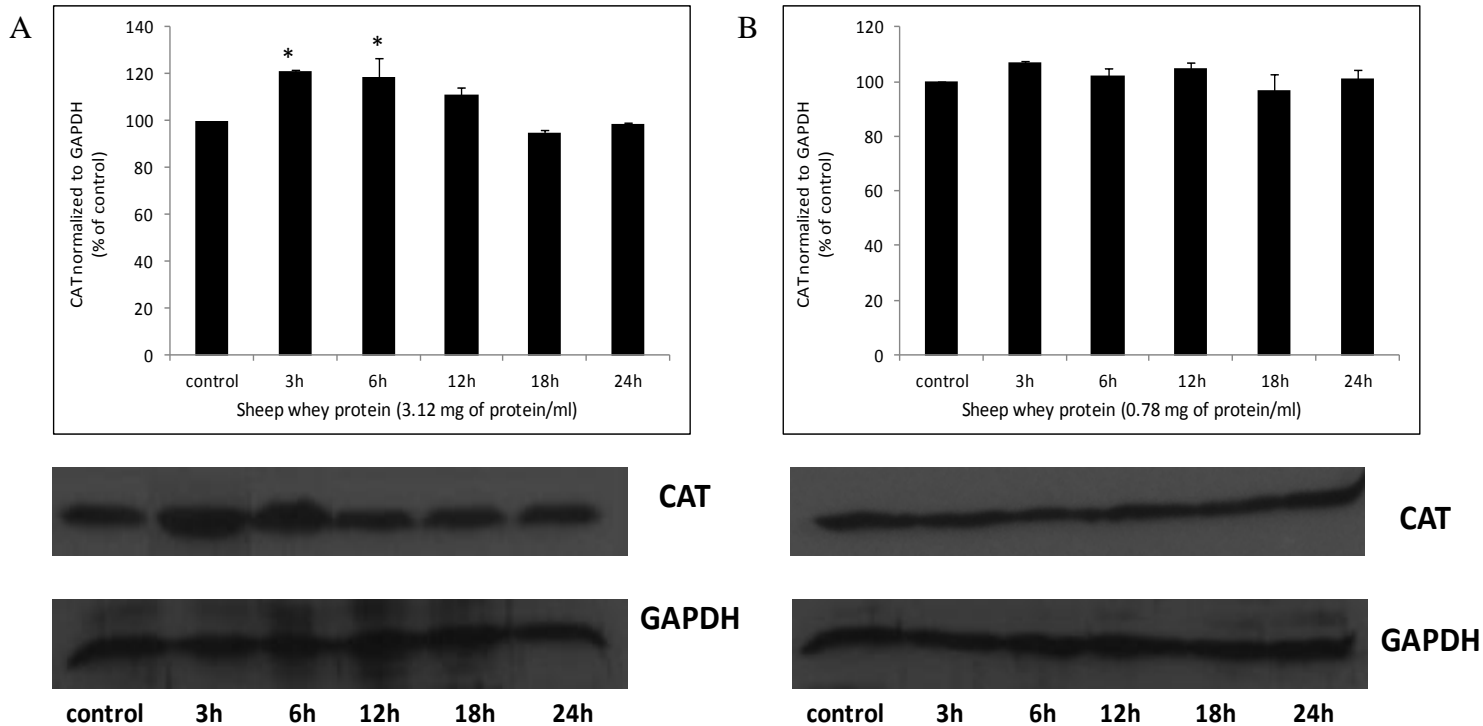 A
140
120
100
80
60
40
20
0
CAT normalized to GAPDH
(% of control)
*
*
control 3h 6h 12h 18h 24h
Sheep whey protein (3.12 mg of protein/ml)
B
120
100
80
60
40
20
0
CAT normalized to GAPDH
(% of control)
control 3h 6h 12h 18h 24h
Sheep whey protein (0.78 mg of protein/ml)
CAT
CAT
GAPDH
GAPDH
control 3h 6h 12h 18h 24h
control 3h 6h 12h 18h 24h